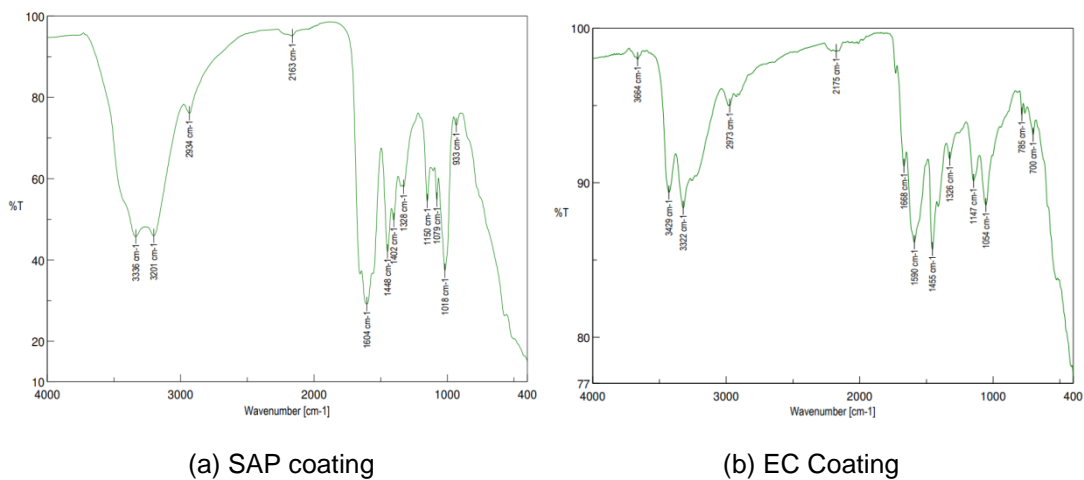 100
80
60
%T
40
20
10
4000
3000
2000
1000
400
Wavenumber [cm-1]
3336 cm-1
3201 cm-1
2934 cm-1
2163 cm-1
1604 cm-1
1448 cm-1
1402 cm-1
1328 cm-1
1150 cm-1
1079 cm-1
1018 cm-1
933 cm-1
(a) SAP coating
100
90
%T
80
77
4000
3000
2000
1000
400
Wavenumber [cm-1]
3664 cm-1
3429 cm-1
3322 cm-1
2973 cm-1
2175 cm-1
1668 cm-1
1590 cm-1
1455 cm-1
1326 cm-1
1147 cm-1
1054 cm-1
785 cm-1
700 cm-1
(b) EC Coating